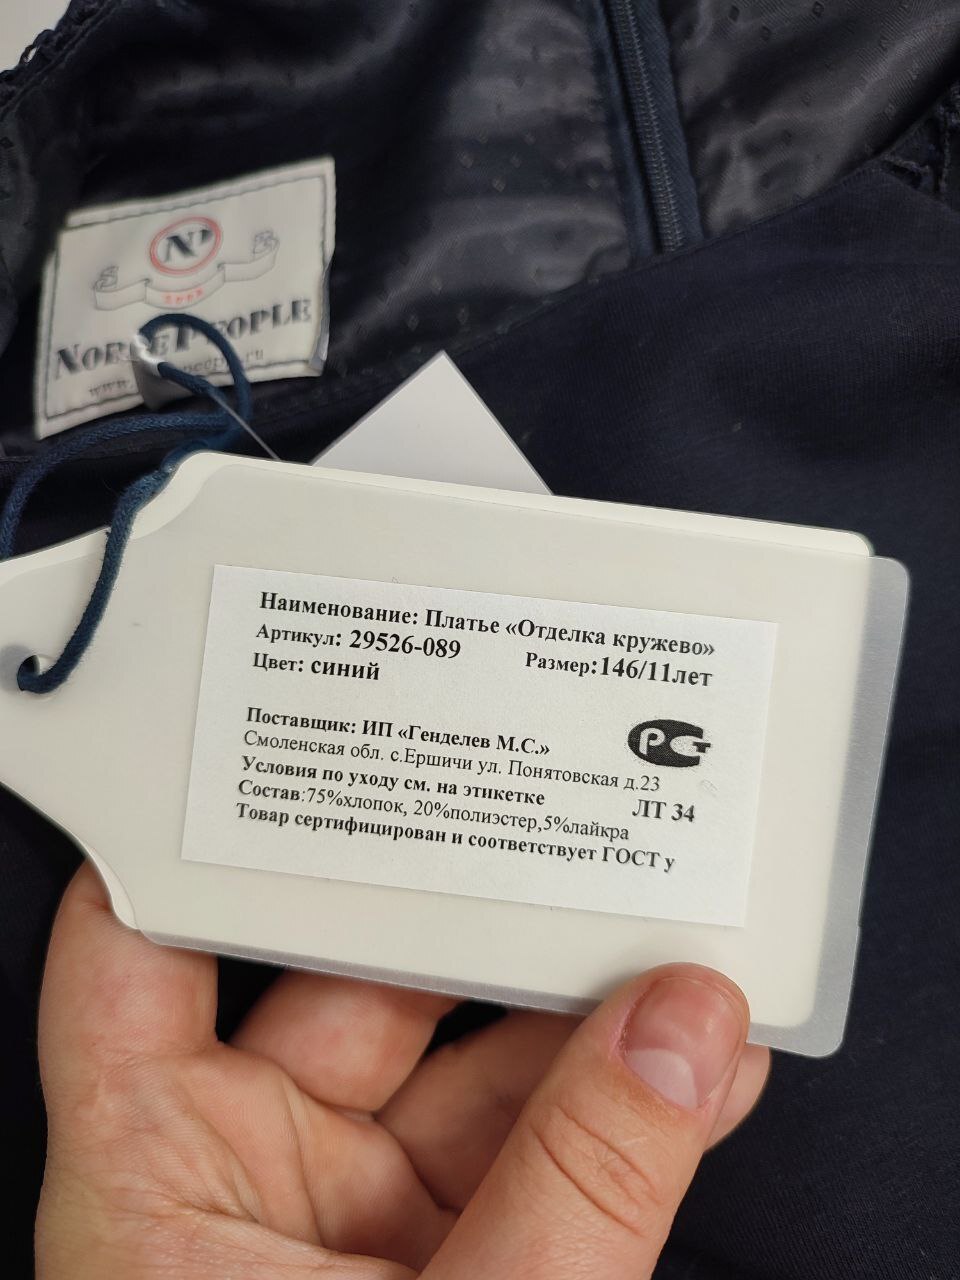 NP
NORGEPEOPLE
Наименование: Платье «Отделка кружево»
Артикул: 29526-089
Размер:146/11лет
Цвет: синий
Поставщик: ИП «Генделев М.С.»
Смоленская обл. с.Ершичи ул. Понятовская д.23
Условия по уходу см. на этикетке
ЛТ 34
Состав:75%хлопок, 20%полиэстер,5%лайкра
Товар сертифицирован и соответствует ГОСТ у